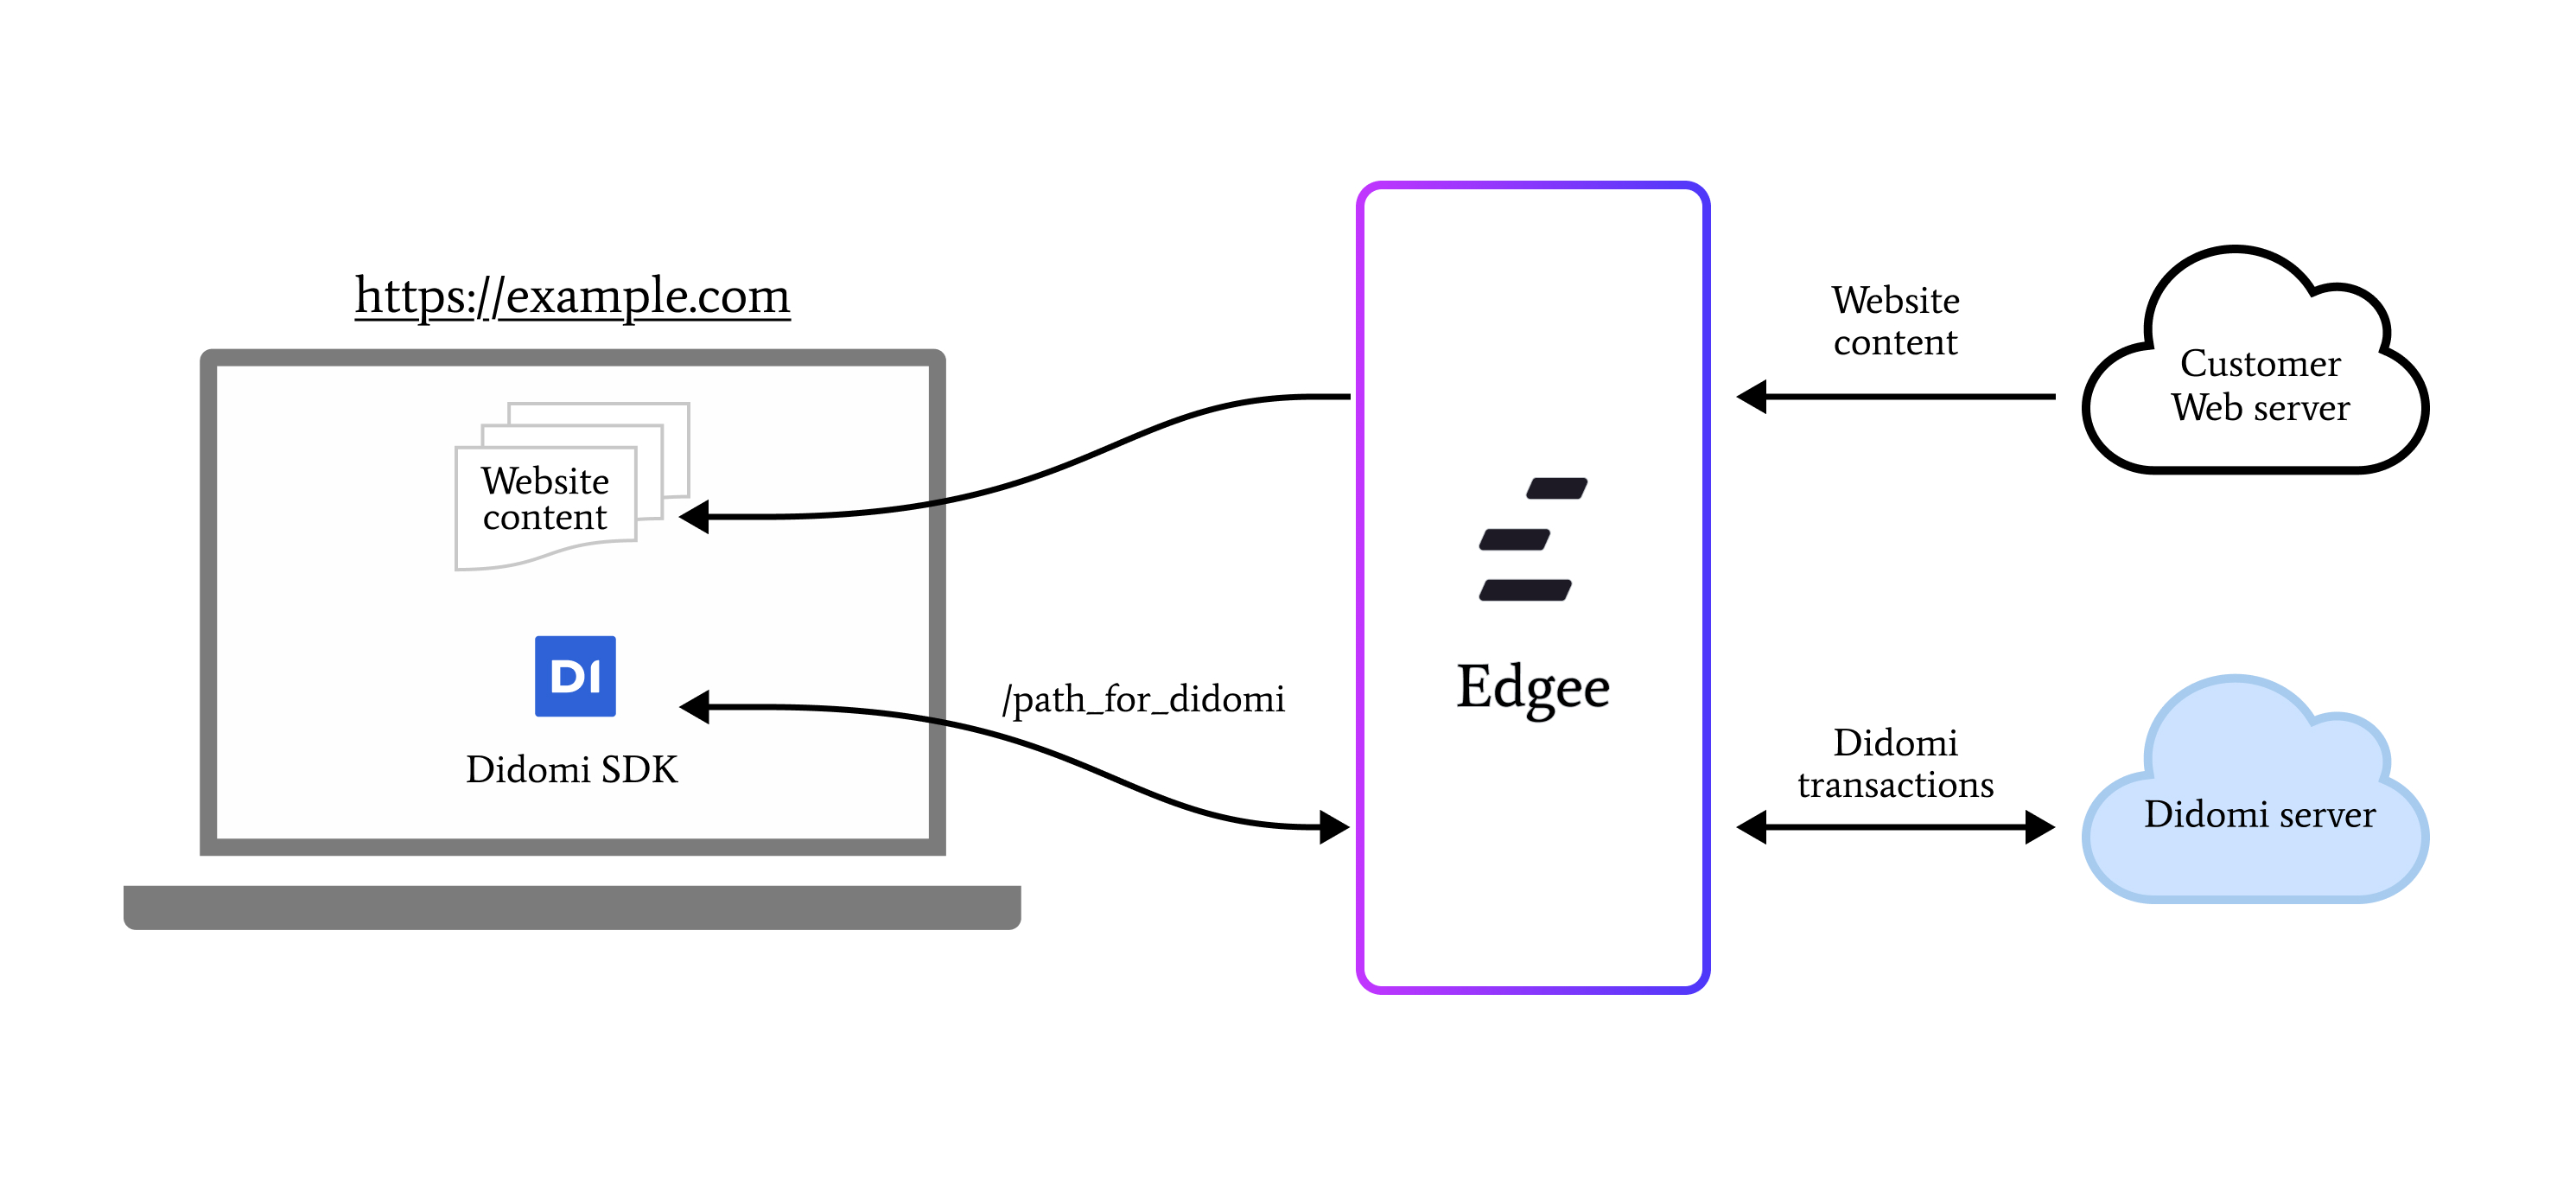 https://example.com
Website
content
DI
Didomi SDK
/path_for_didomi
Edgee
Website
content
Customer
Web server
Didomi
transactions
Didomi server